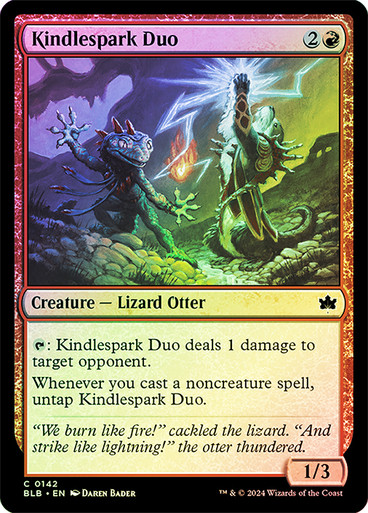 Kindlespark Duo 2
Creature — Lizard Otter
: Kindlespark Duo deals 1 damage to
target opponent.
Whenever you cast a noncreature spell,
untap Kindlespark Duo.
“We burn like fire!” cackled the lizard. “And
strike like lightning!” the otter thundered.
1/3
C 0142
BLB • EN Daren Bader
™ & © 2024 Wizards of the Coast